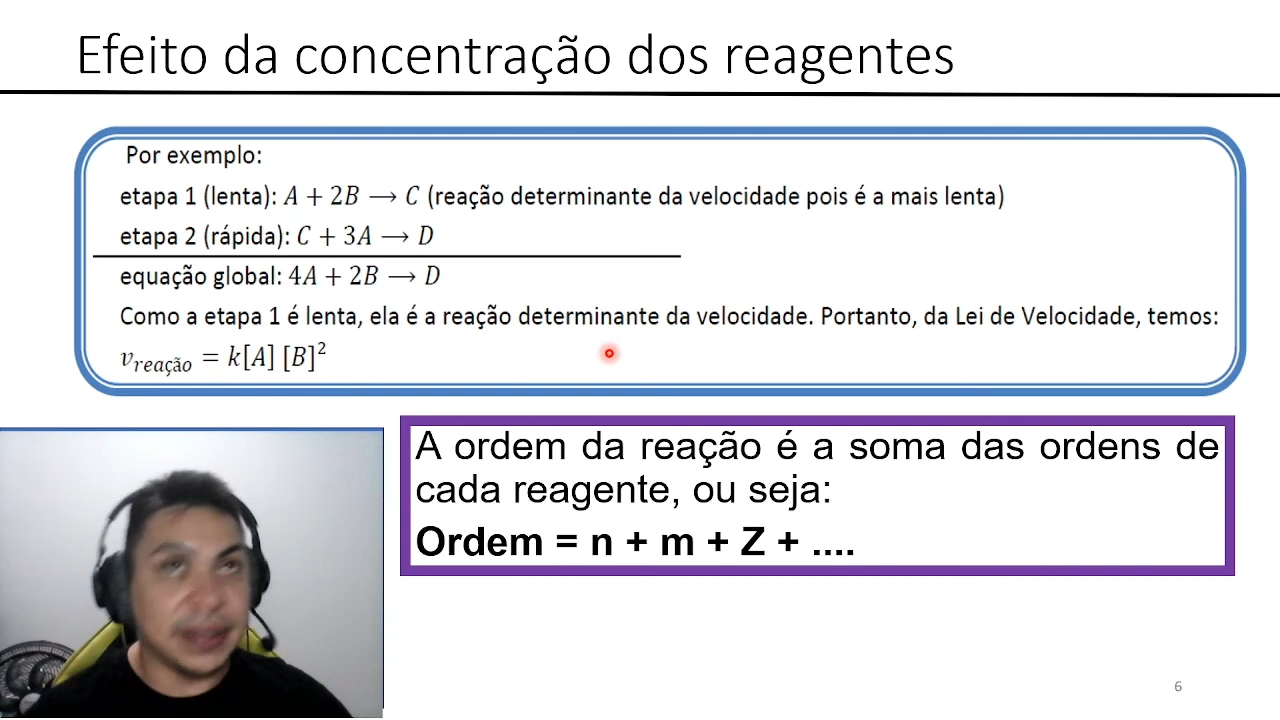 Efeito da concentração dos reagentes
Por exemplo:
etapa 1 (lenta): A + 2B ⟶ C (reação determinante da velocidade pois é a mais lenta)
etapa 2 (rápida): C + 3A ⟶ D
equação global: 4A + 2B ⟶ D
Como a etapa 1 é lenta, ela é a reação determinante da velocidade. Portanto, da Lei de Velocidade, temos:
v_reação = k[A] [B]²
A ordem da reação é a soma das ordens de
cada reagente, ou seja:
Ordem = n + m + Z + ....
6